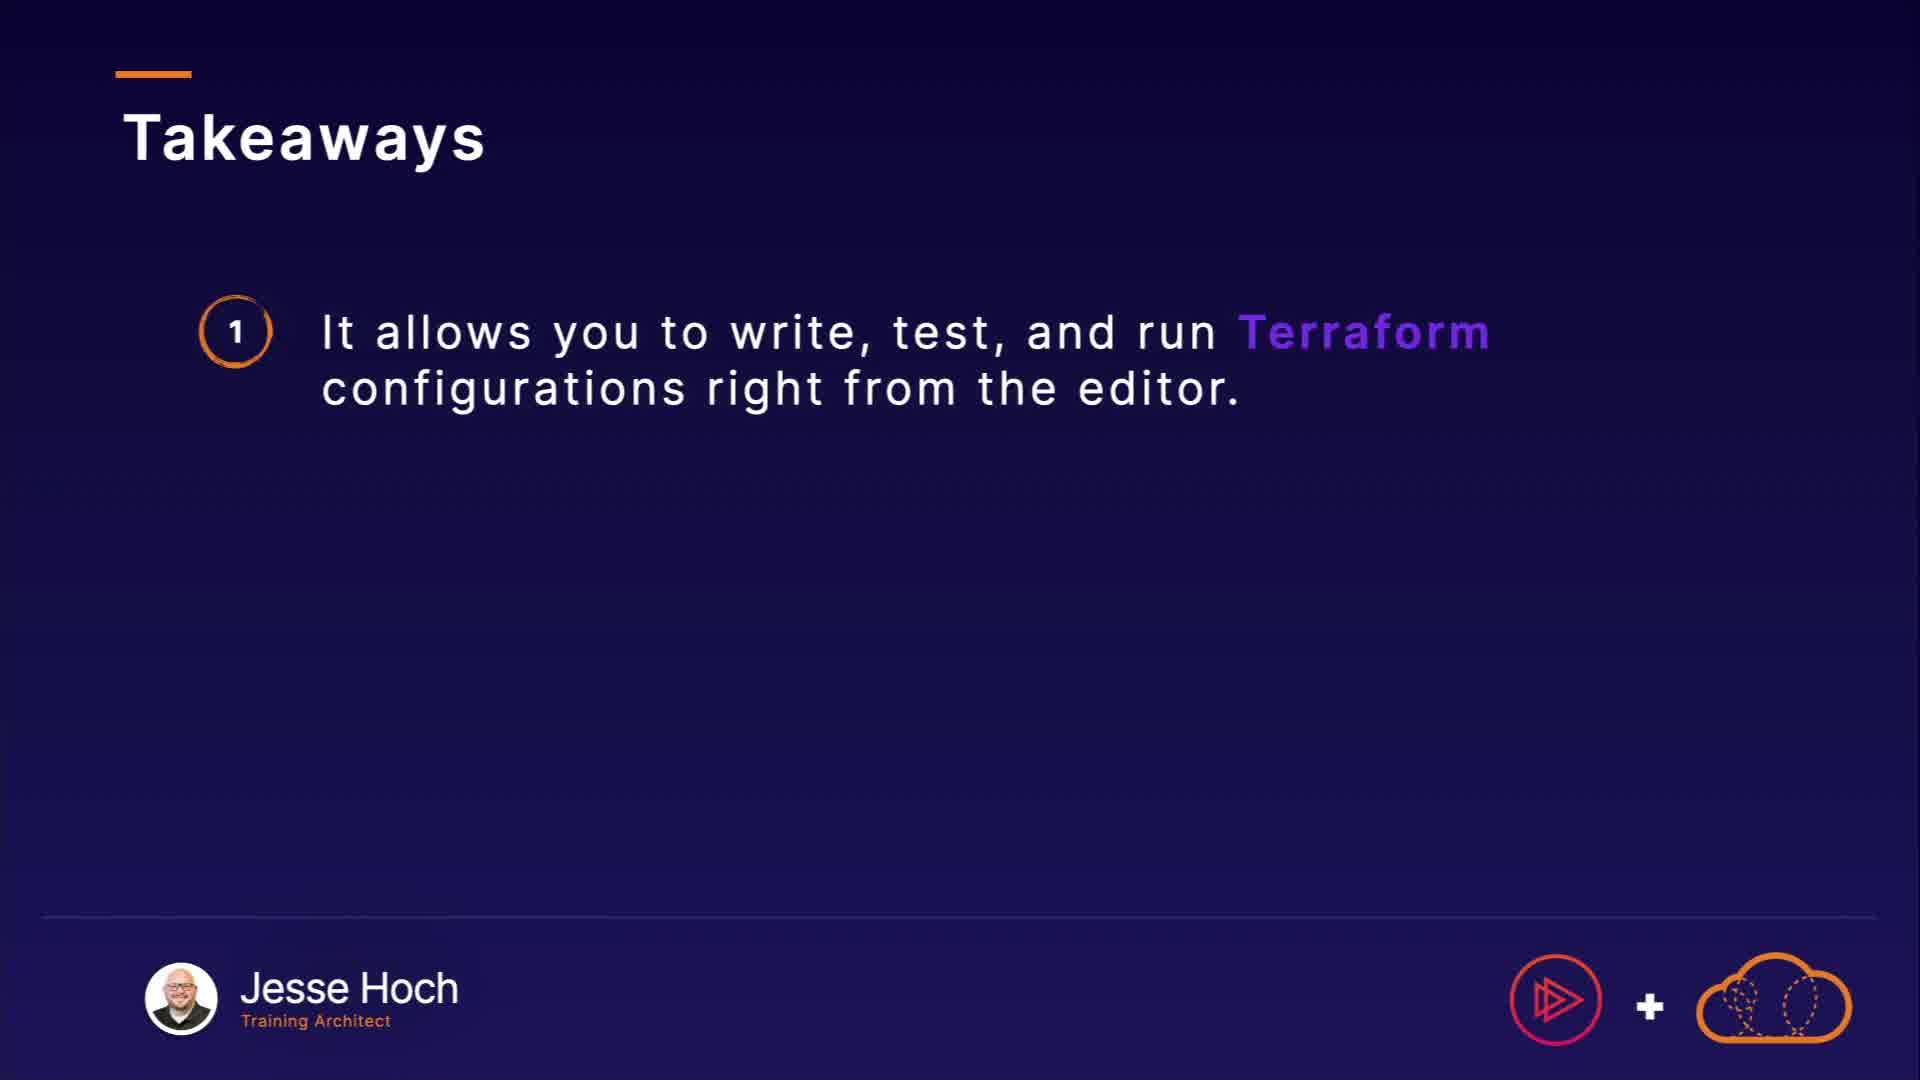 Takeaways
1
It allows you to write, test, and run Terraform
configurations right from the editor.
Jesse Hoch
Training Architect